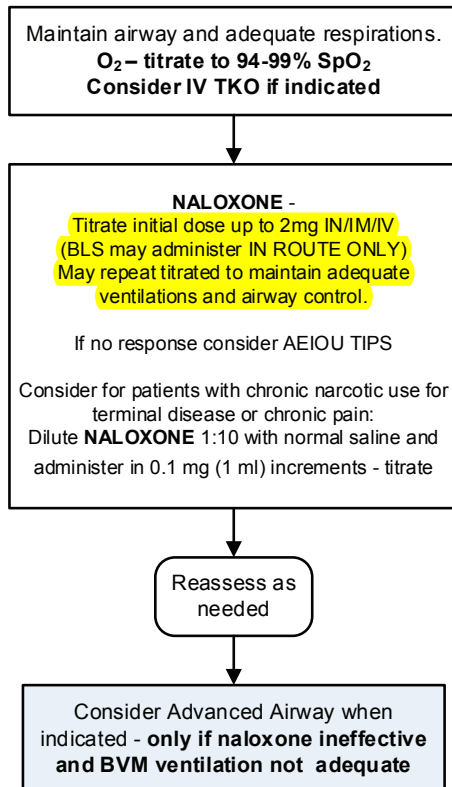 Maintain airway and adequate respirations.
O2 – titrate to 94-99% SpO2
Consider IV TKO if indicated
NALOXONE -
Titrate initial dose up to 2mg IN/IM/IV
(BLS may administer IN ROUTE ONLY)
May repeat titrated to maintain adequate
ventilations and airway control.
If no response consider AEIOU TIPS
Consider for patients with chronic narcotic use for
terminal disease or chronic pain:
Dilute NALOXONE 1:10 with normal saline and
administer in 0.1 mg (1 ml) increments - titrate
Reassess as
needed
Consider Advanced Airway when
indicated - only if naloxone ineffective
and BVM ventilation not adequate